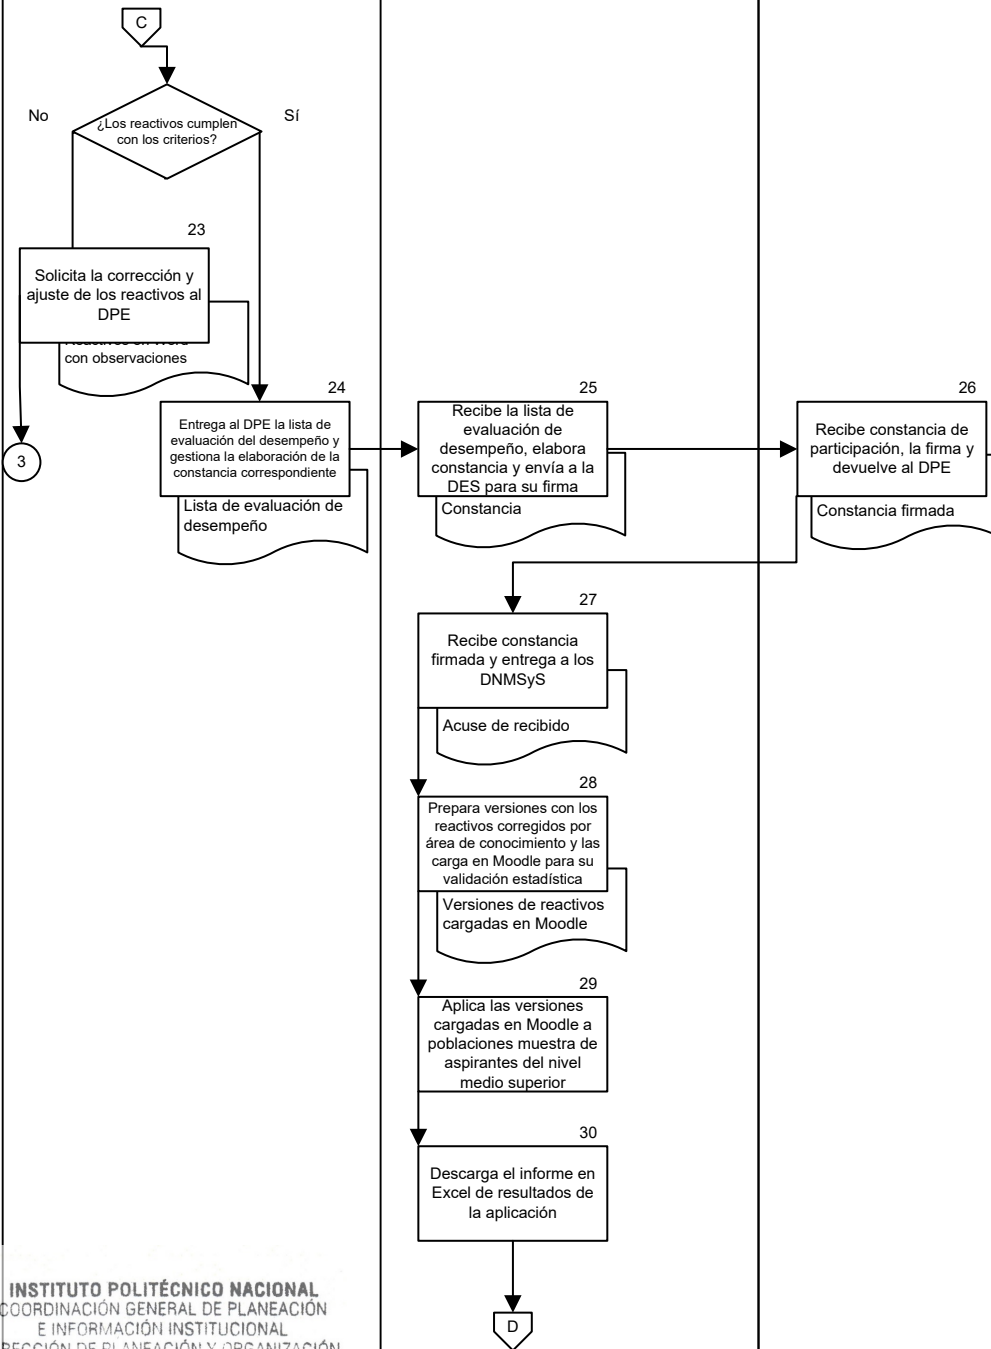 C
No
Sí
¿Los reactivos cumplen
con los criterios?
23
Solicita la corrección y
ajuste de los reactivos al
DPE
con observaciones
3
24
Entrega al DPE la lista de
evaluación del desempeño y
gestiona la elaboración de la
constancia correspondiente
Lista de evaluación de
desempeño
25
Recibe la lista de
evaluación de
desempeño, elabora
constancia y envía a la
DES para su firma
Constancia
26
Recibe constancia de
participación, la firma y
devuelve al DPE
Constancia firmada
27
Recibe constancia
firmada y entrega a los
DNMSyS
Acuse de recibido
28
Prepara versiones con los
reactivos corregidos por
área de conocimiento y las
carga en Moodle para su
validación estadística
Versiones de reactivos
cargadas en Moodle
29
Aplica las versiones
cargadas en Moodle a
poblaciones muestra de
aspirantes del nivel
medio superior
30
Descarga el informe en
Excel de resultados de
la aplicación
D
INSTITUTO POLITÉCNICO NACIONAL
COORDINACIÓN GENERAL DE PLANEACIÓN
E INFORMACIÓN INSTITUCIONAL
DE PLANEACIÓN Y ORGANIZACIÓN